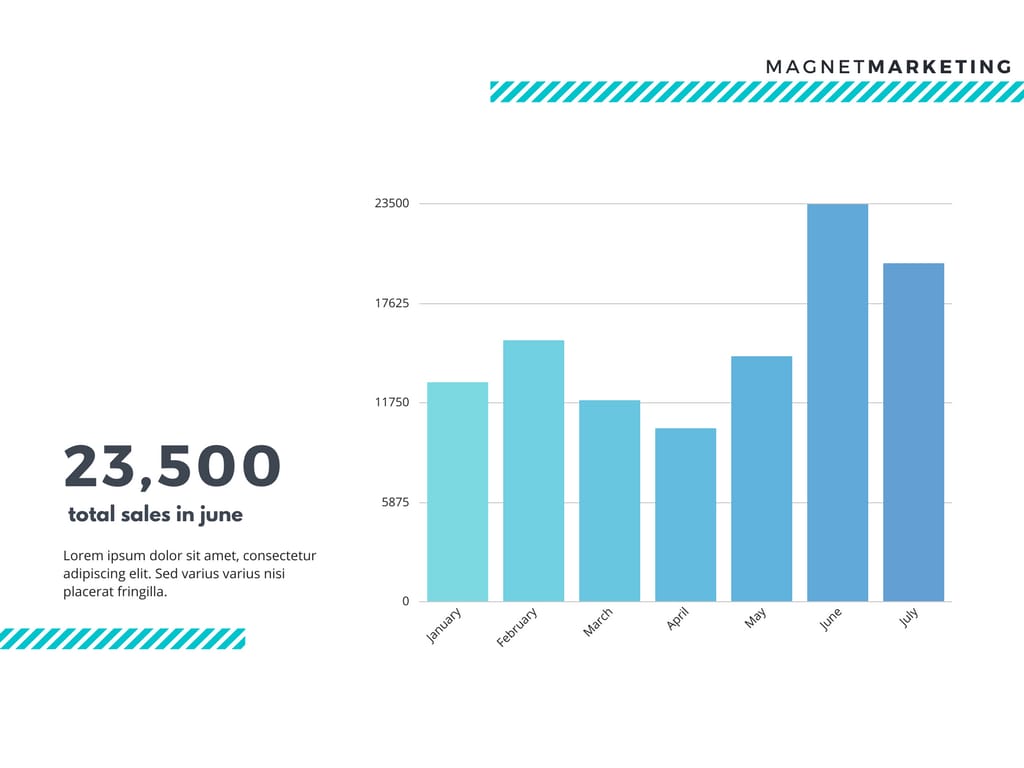 MAGNETMARKETING
23500
17625
11750
5875
0
January
February
March
April
May
June
July
23,500
total sales in june
Lorem ipsum dolor sit amet, consectetur
adipiscing elit. Sed varius varius nisi
placerat fringilla.